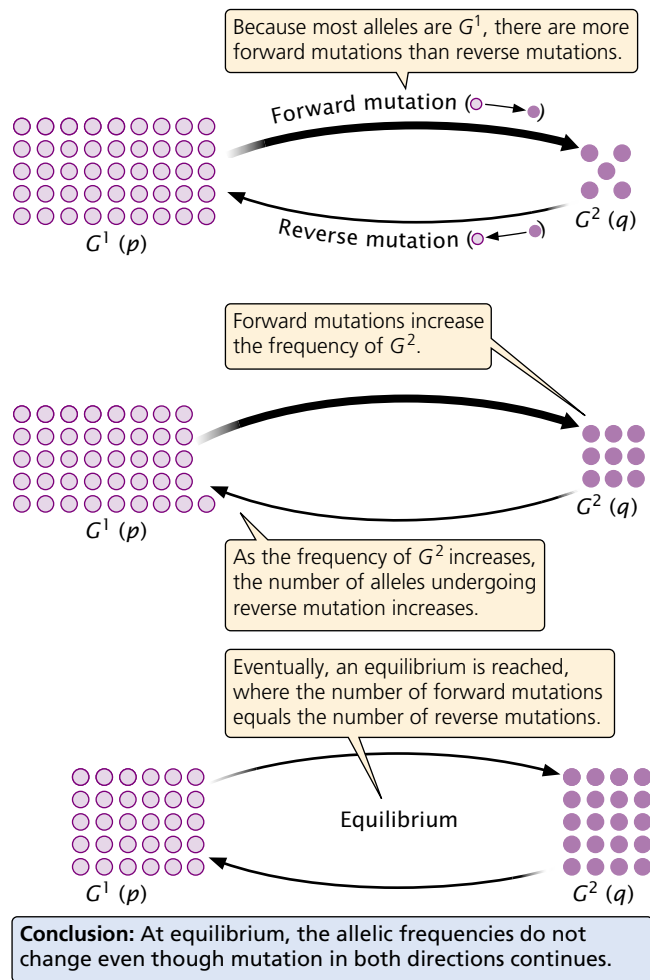 Because most alleles are G¹, there are more
forward mutations than reverse mutations.
Forward mutation ( )
G¹ (p)
G² (q)
Reverse mutation ( )
Forward mutations increase
the frequency of G².
G¹ (p)
G² (q)
As the frequency of G² increases,
the number of alleles undergoing
reverse mutation increases.
Eventually, an equilibrium is reached,
where the number of forward mutations
equals the number of reverse mutations.
Equilibrium
G¹ (p)
G² (q)
Conclusion: At equilibrium, the allelic frequencies do not
change even though mutation in both directions continues.